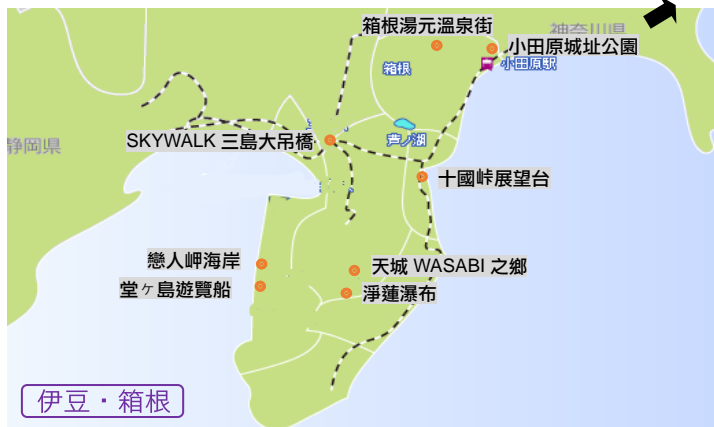 神奈川県
箱根湯元溫泉街
小田原城址公園
箱根
小田原駅
SKYWALK 三島大吊橋
芦ノ湖
静岡県
十國峠展望台
戀人岬海岸
天城 WASABI 之鄉
堂ヶ島遊覽船
淨蓮瀑布
伊豆・箱根